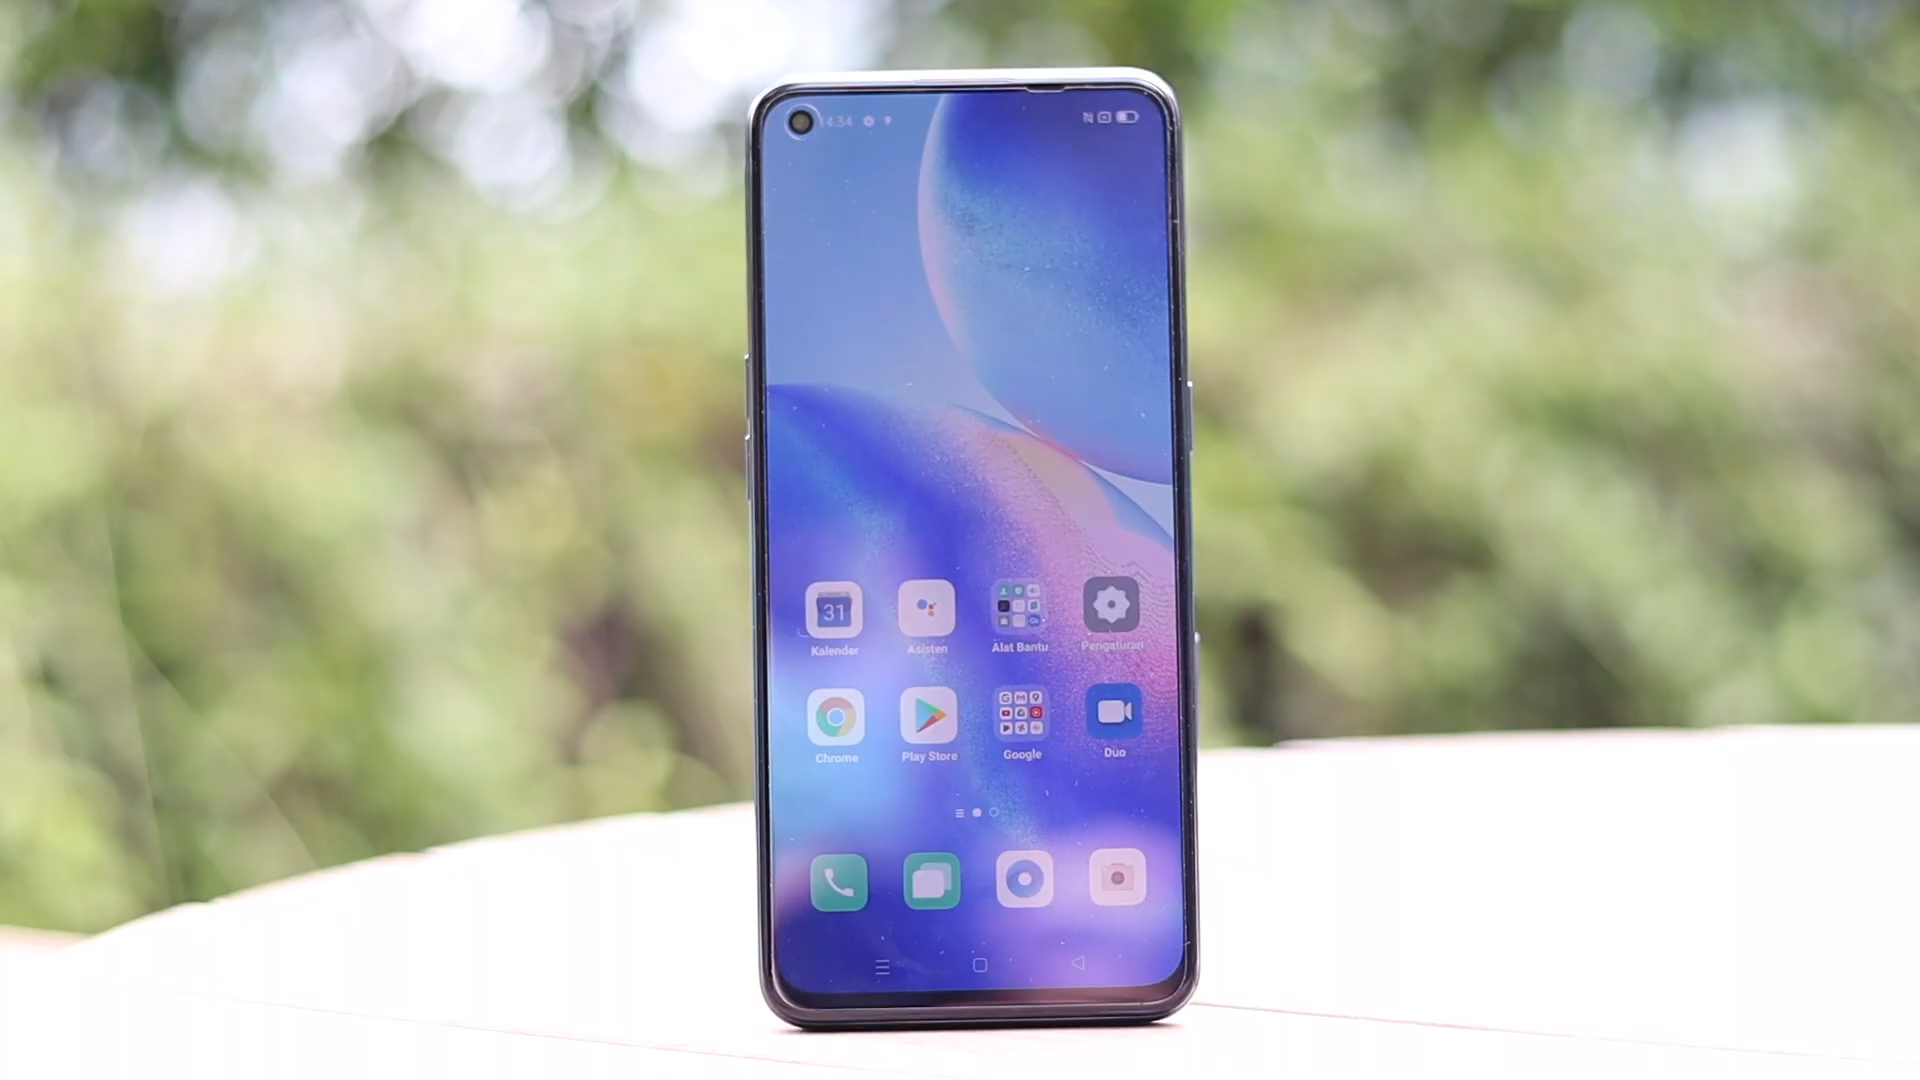 14.34
31
Kalender Asisten Alat Bantu Pengaturan
Chrome Play Store Google Duo